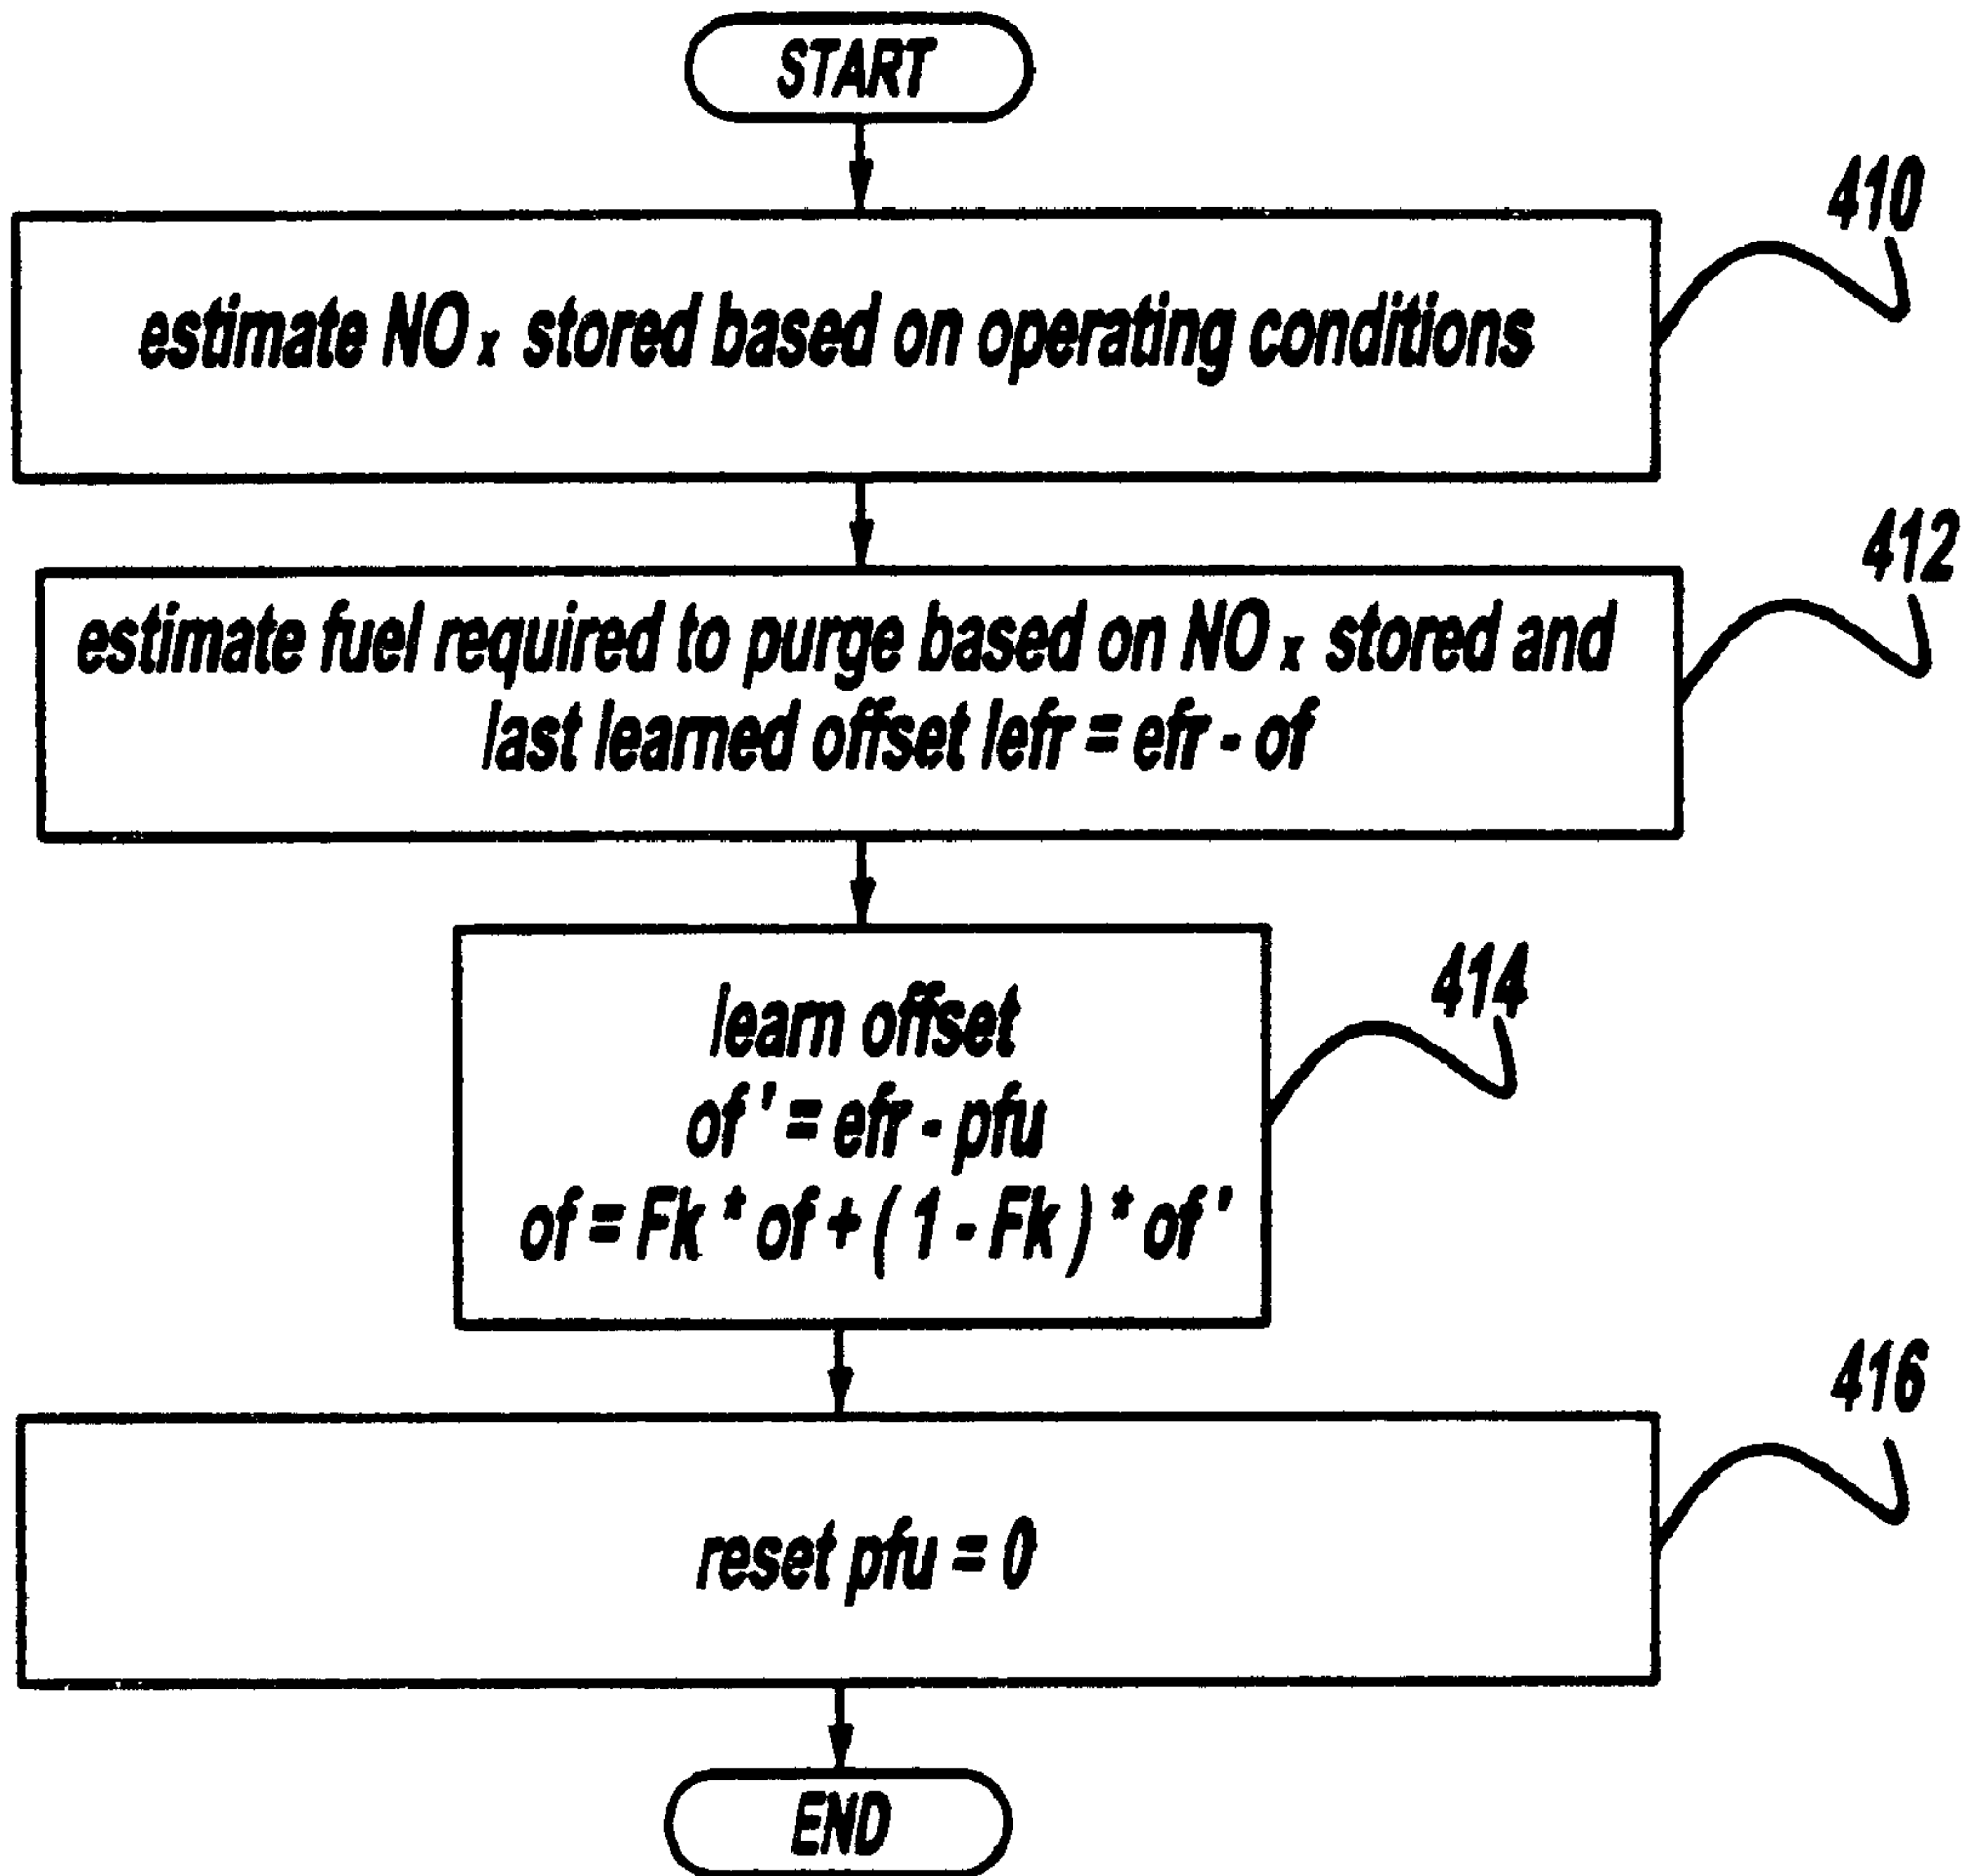 START
410
estimate NOx stored based on operating conditions
412
estimate fuel required to purge based on NOx stored and
last learned offset lefr = efr - of
414
learn offset
of ' = efr - pfu
of = Fk * of + ( 1 - Fk ) * of '
416
reset pfu = 0
END